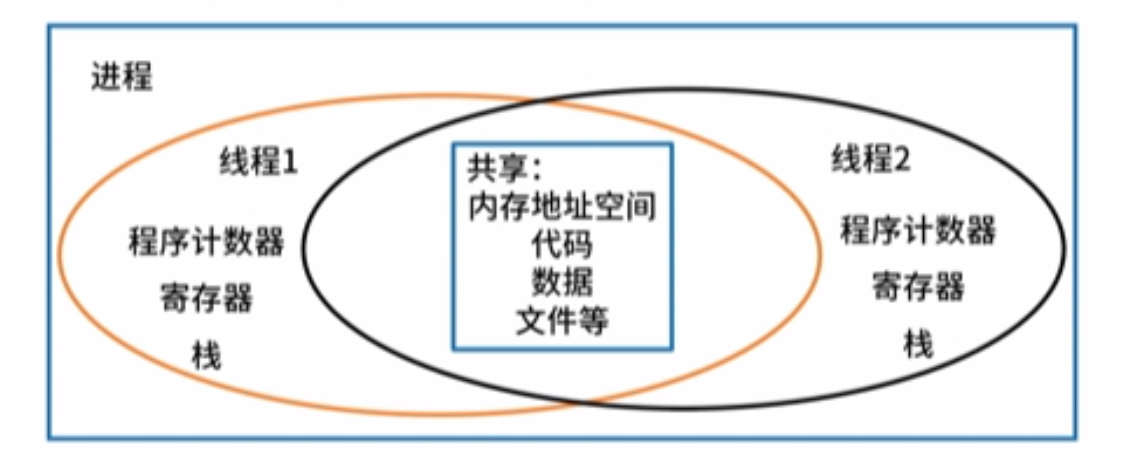 进程
线程1
程序计数器
寄存器
栈
共享：
内存地址空间
代码
数据
文件等
线程2
程序计数器
寄存器
栈